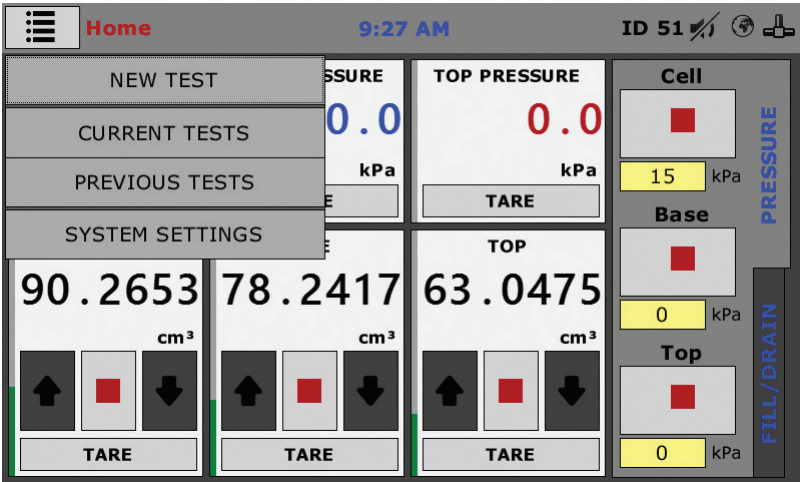 Home 9:27 AM ID 51
NEW TEST
CURRENT TESTS
PREVIOUS TESTS
SYSTEM SETTINGS
SSURE
0.0
kPa
E
TOP PRESSURE
0.0
kPa
TARE
90.2653
cm³
TARE
78.2417
cm³
TARE
TOP
63.0475
cm³
TARE
Cell
15 kPa
Base
0 kPa
Top
0 kPa
PRESSURE
FILL/DRAIN